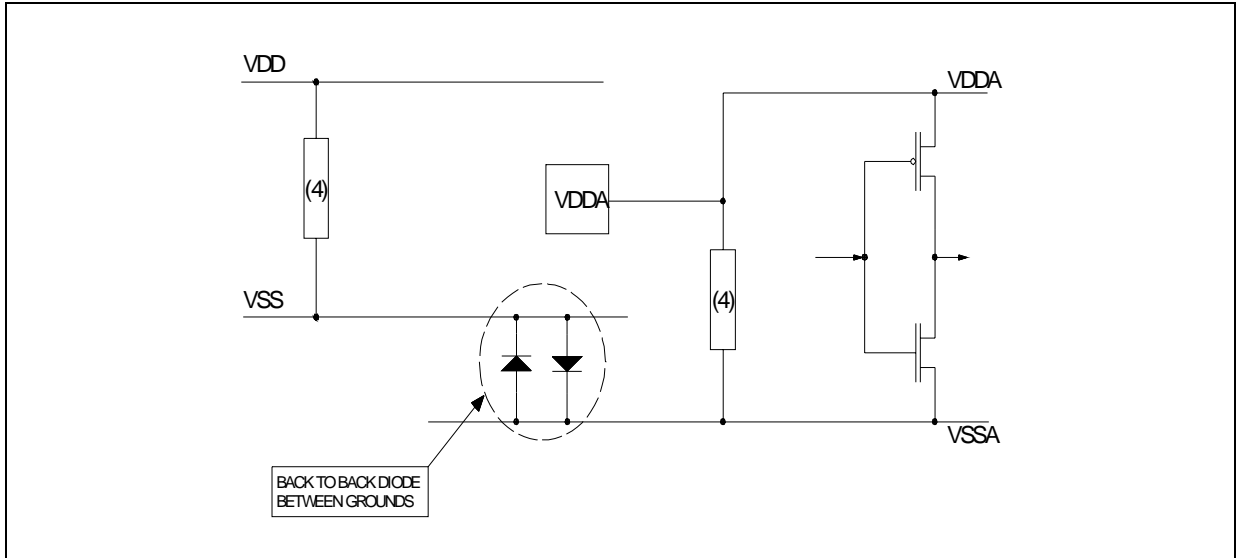 VDD
VDDA
(4)
VDDA
VSS
(4)
VSSA
BACK TO BACK DIODE
BETWEEN GROUNDS